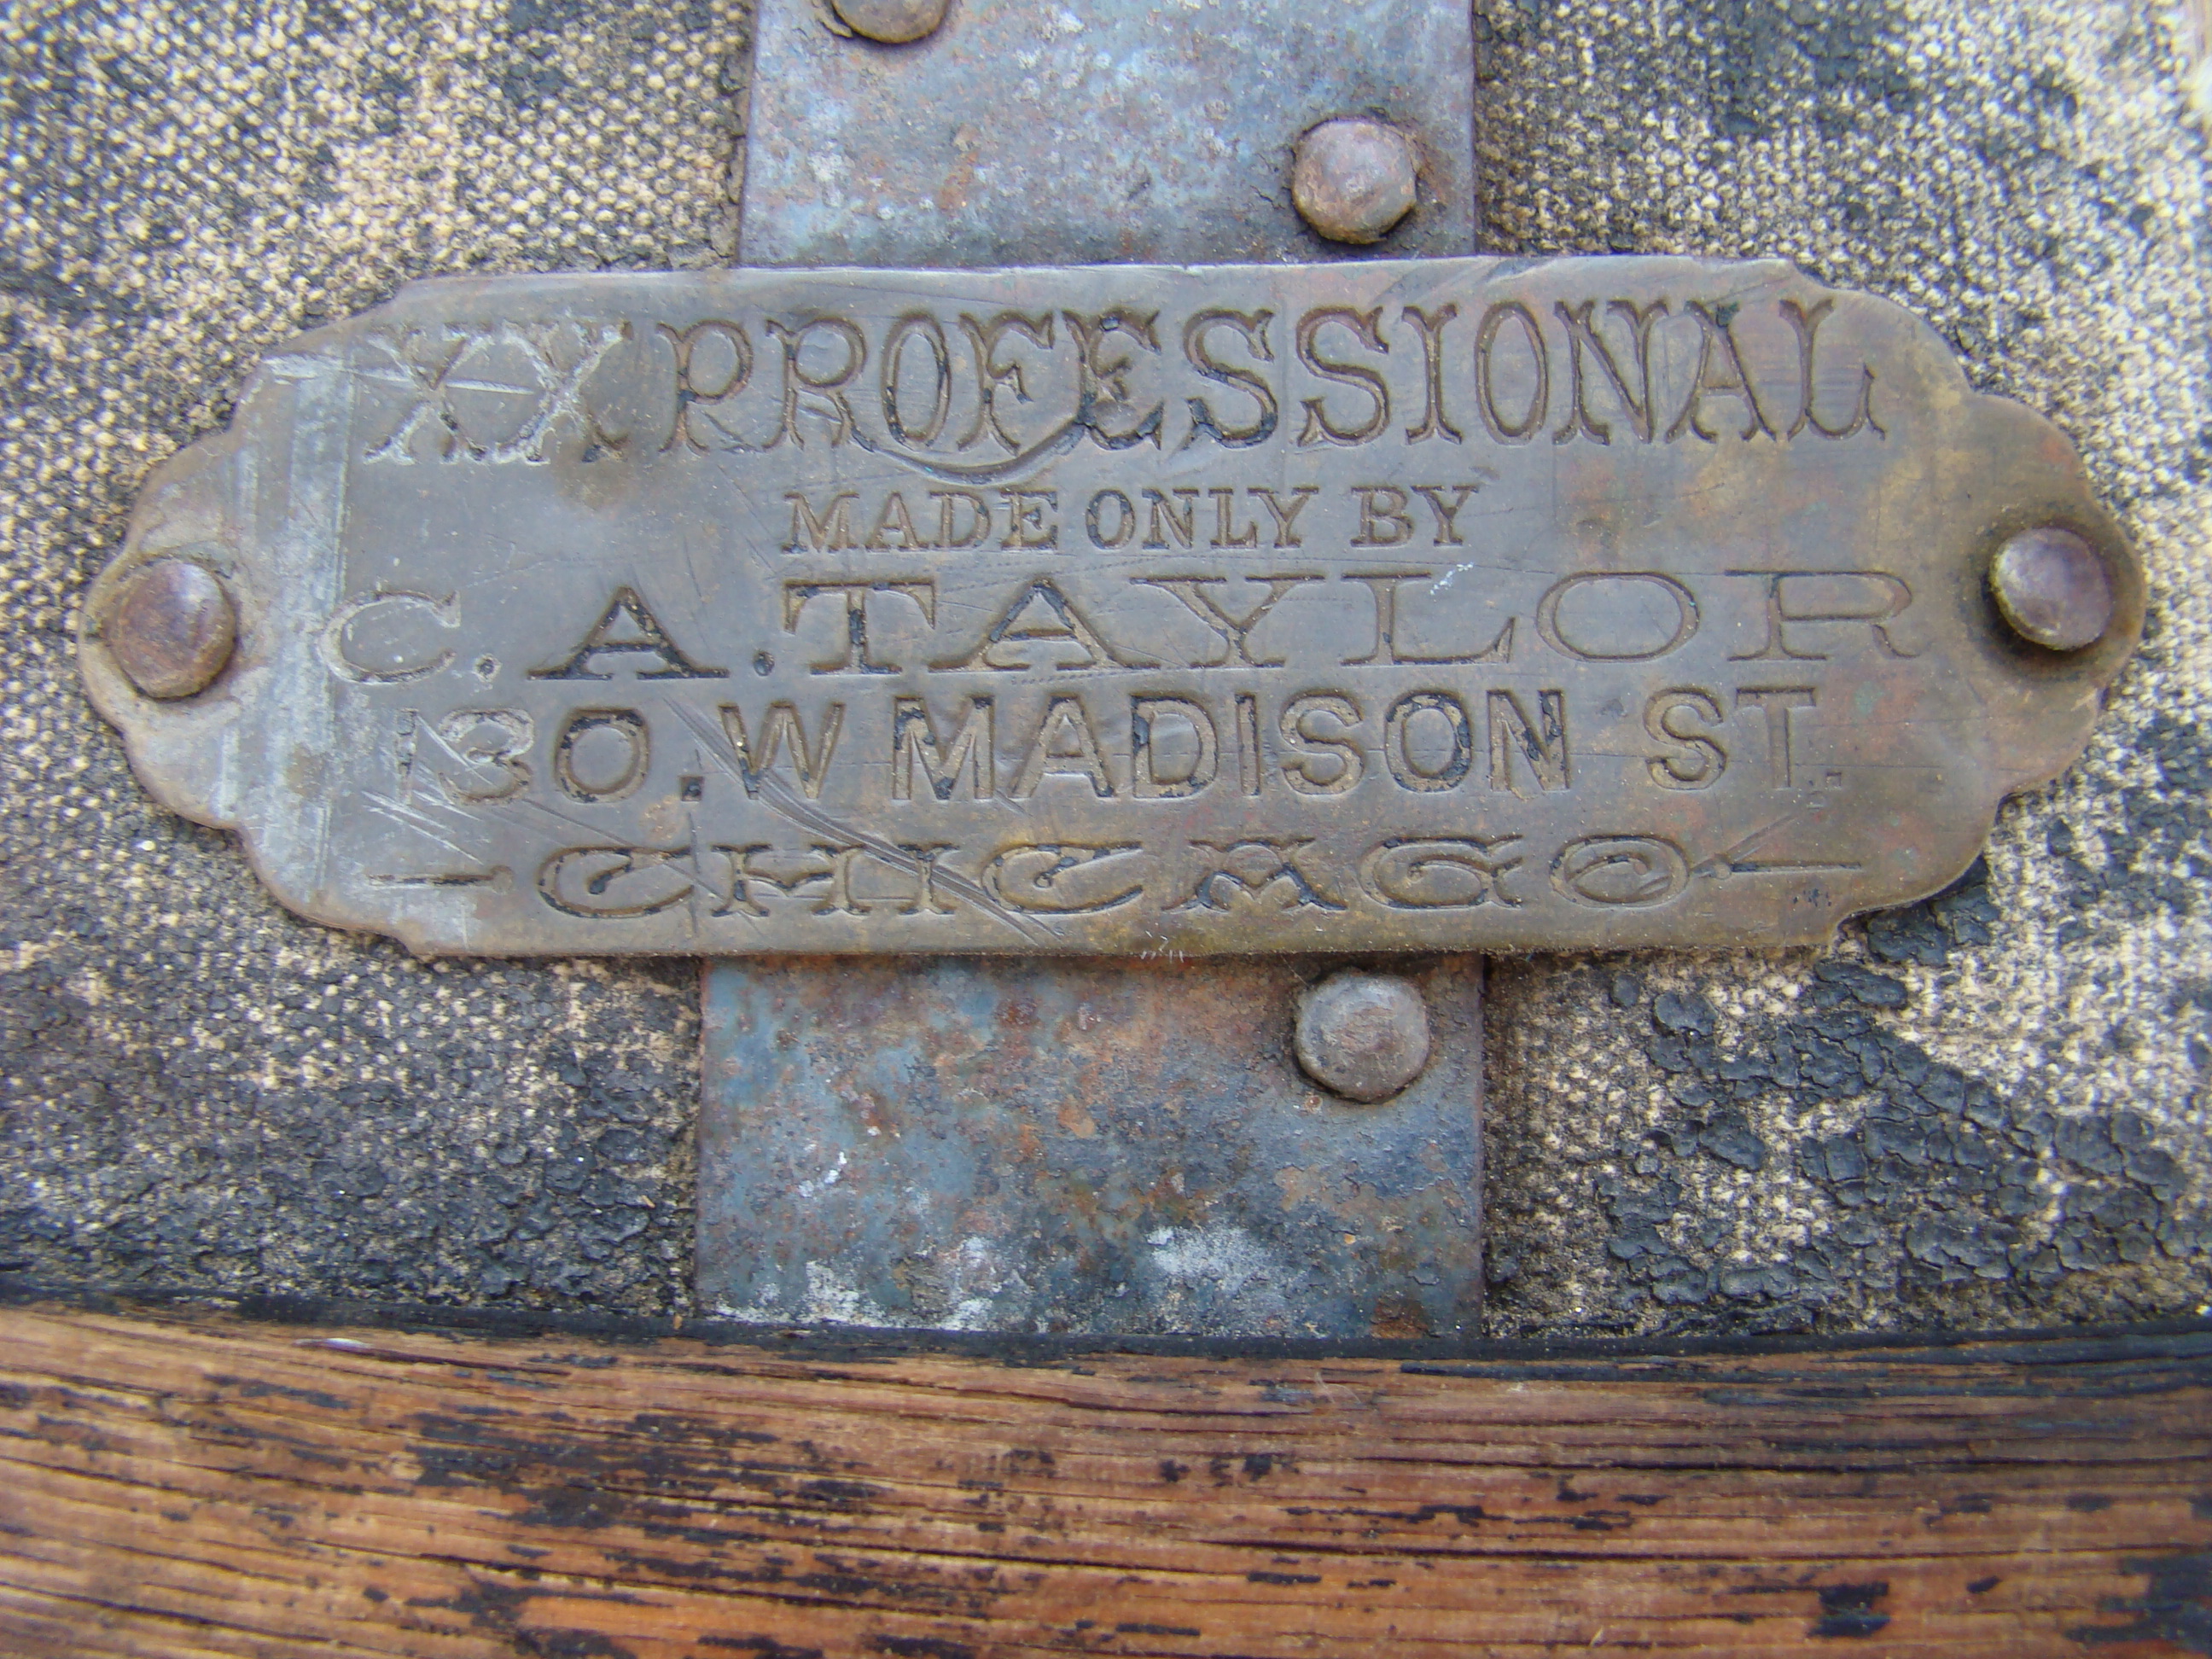 XX PROFESSIONAL
MADE ONLY BY
C. A. TAYLOR
130. W MADISON ST.
— CHICAGO —